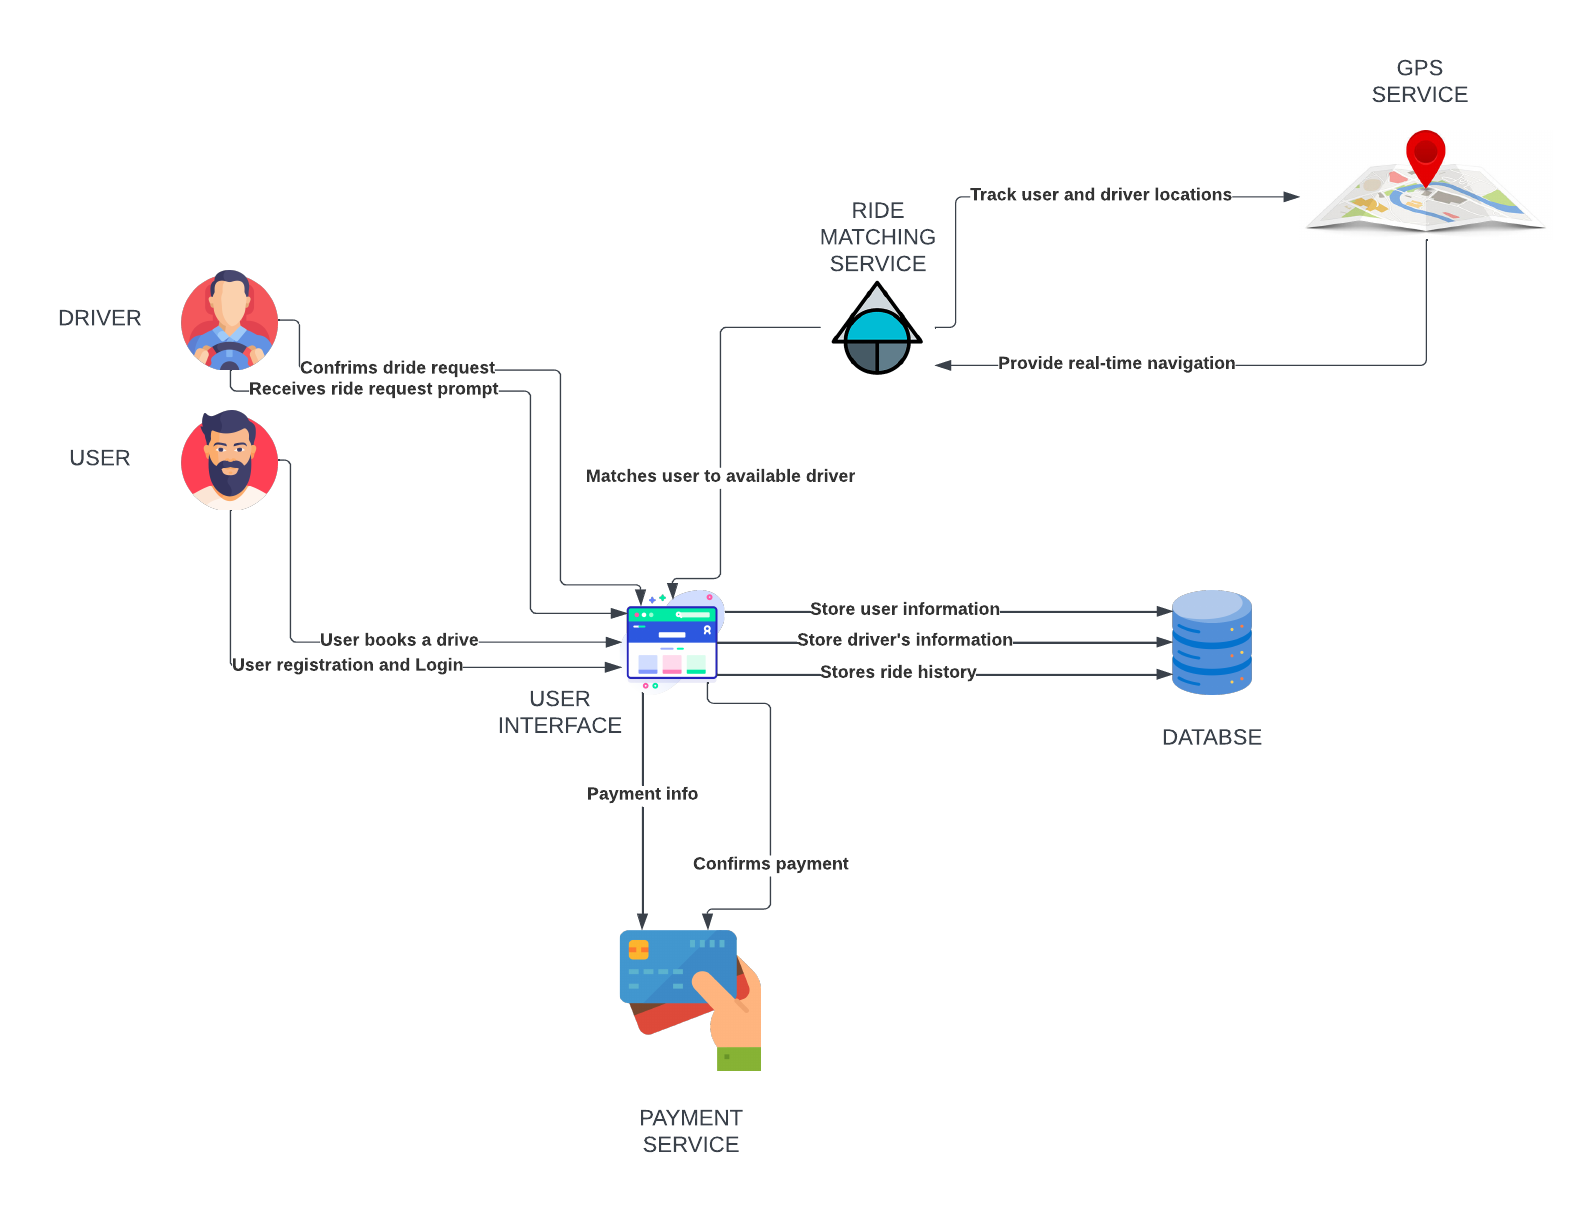 GPS
SERVICE
Track user and driver locations
RIDE
MATCHING
SERVICE
DRIVER
Provide real-time navigation
Confrims dride request
Receives ride request prompt
USER
Matches user to available driver
Store user information
User books a drive
Store driver's information
User registration and Login
Stores ride history
USER
INTERFACE
DATABSE
Payment info
Confirms payment
PAYMENT
SERVICE